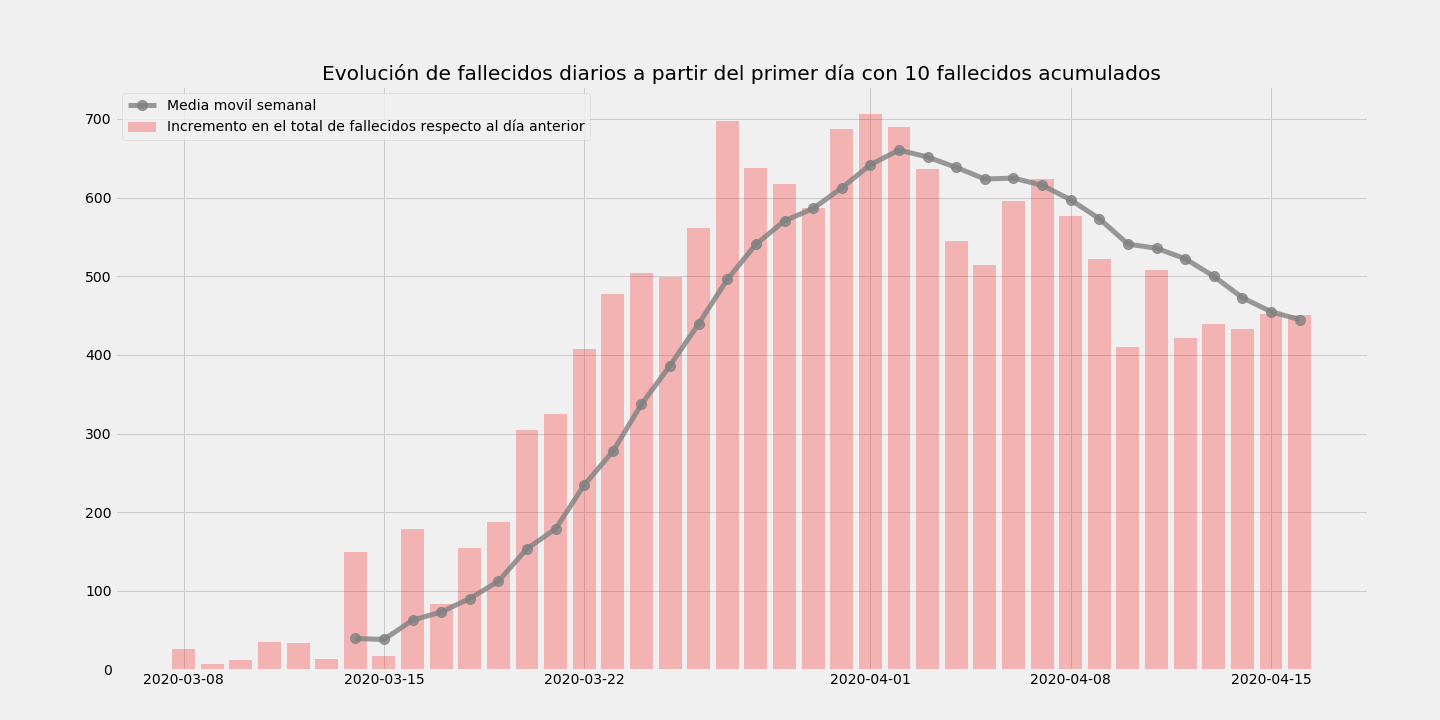 Evolución de fallecidos diarios a partir del primer día con 10 fallecidos acumulados
Media movil semanal
Incremento en el total de fallecidos respecto al día anterior
700
600
500
400
300
200
100
0
2020-03-08 2020-03-15 2020-03-22 2020-04-01 2020-04-08 2020-04-15